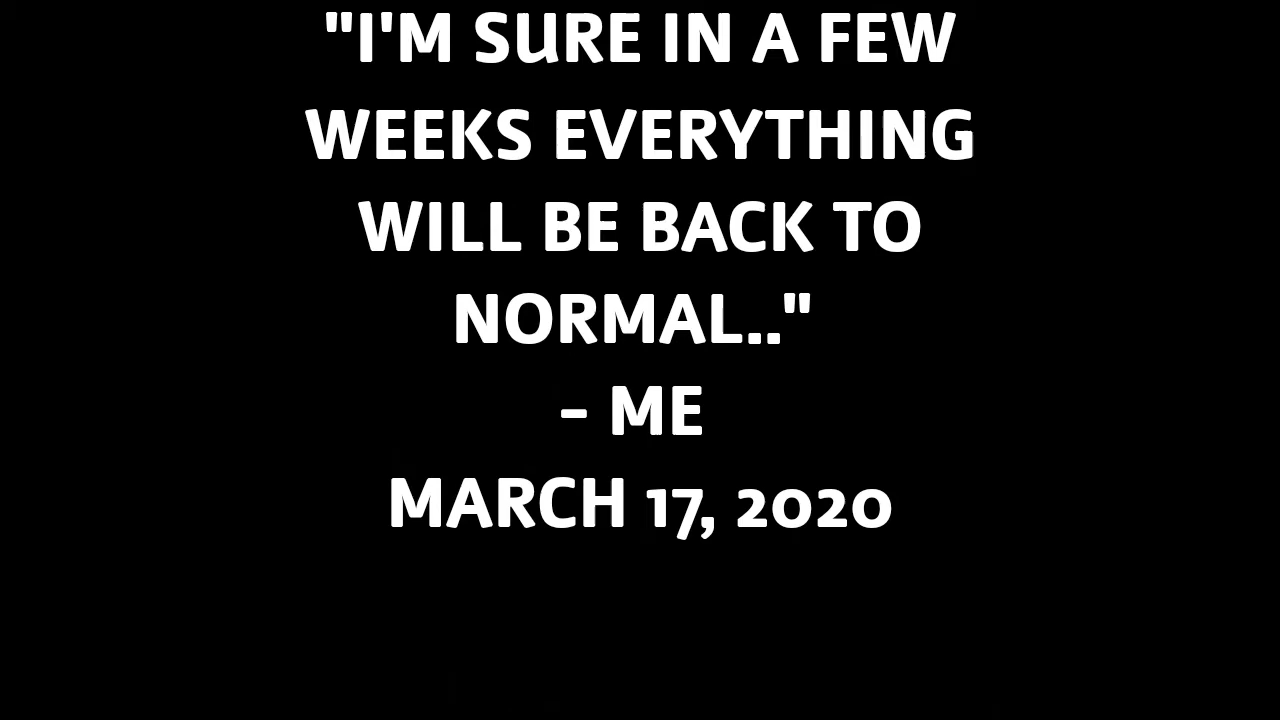 "I'M SURE IN A FEW
WEEKS EVERYTHING
WILL BE BACK TO
NORMAL.."
- ME
MARCH 17, 2020